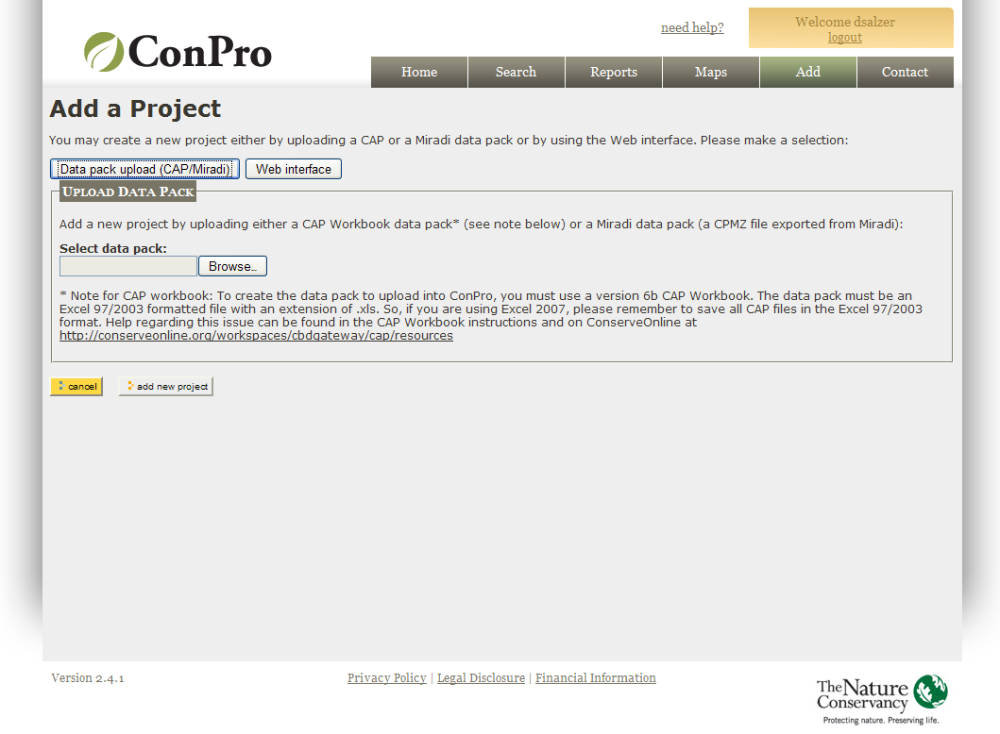 need help?
Welcome dsalzer
logout
ConPro
Home Search Reports Maps Add Contact
Add a Project
You may create a new project either by uploading a CAP or a Miradi data pack or by using the Web interface. Please make a selection:
Data pack upload (CAP/Miradi) Web interface
Upload Data Pack
Add a new project by uploading either a CAP Workbook data pack* (see note below) or a Miradi data pack (a CPMZ file exported from Miradi):
Select data pack:
Browse...
* Note for CAP workbook: To create the data pack to upload into ConPro, you must use a version 6b CAP Workbook. The data pack must be an
Excel 97/2003 formatted file with an extension of .xls. So, if you are using Excel 2007, please remember to save all CAP files in the Excel 97/2003
format. Help regarding this issue can be found in the CAP Workbook instructions and on ConserveOnline at
http://conserveonline.org/workspaces/cbdgateway/cap/resources
cancel add new project
Version 2.4.1
Privacy Policy | Legal Disclosure | Financial Information
The Nature
Conservancy
Protecting nature. Preserving life.